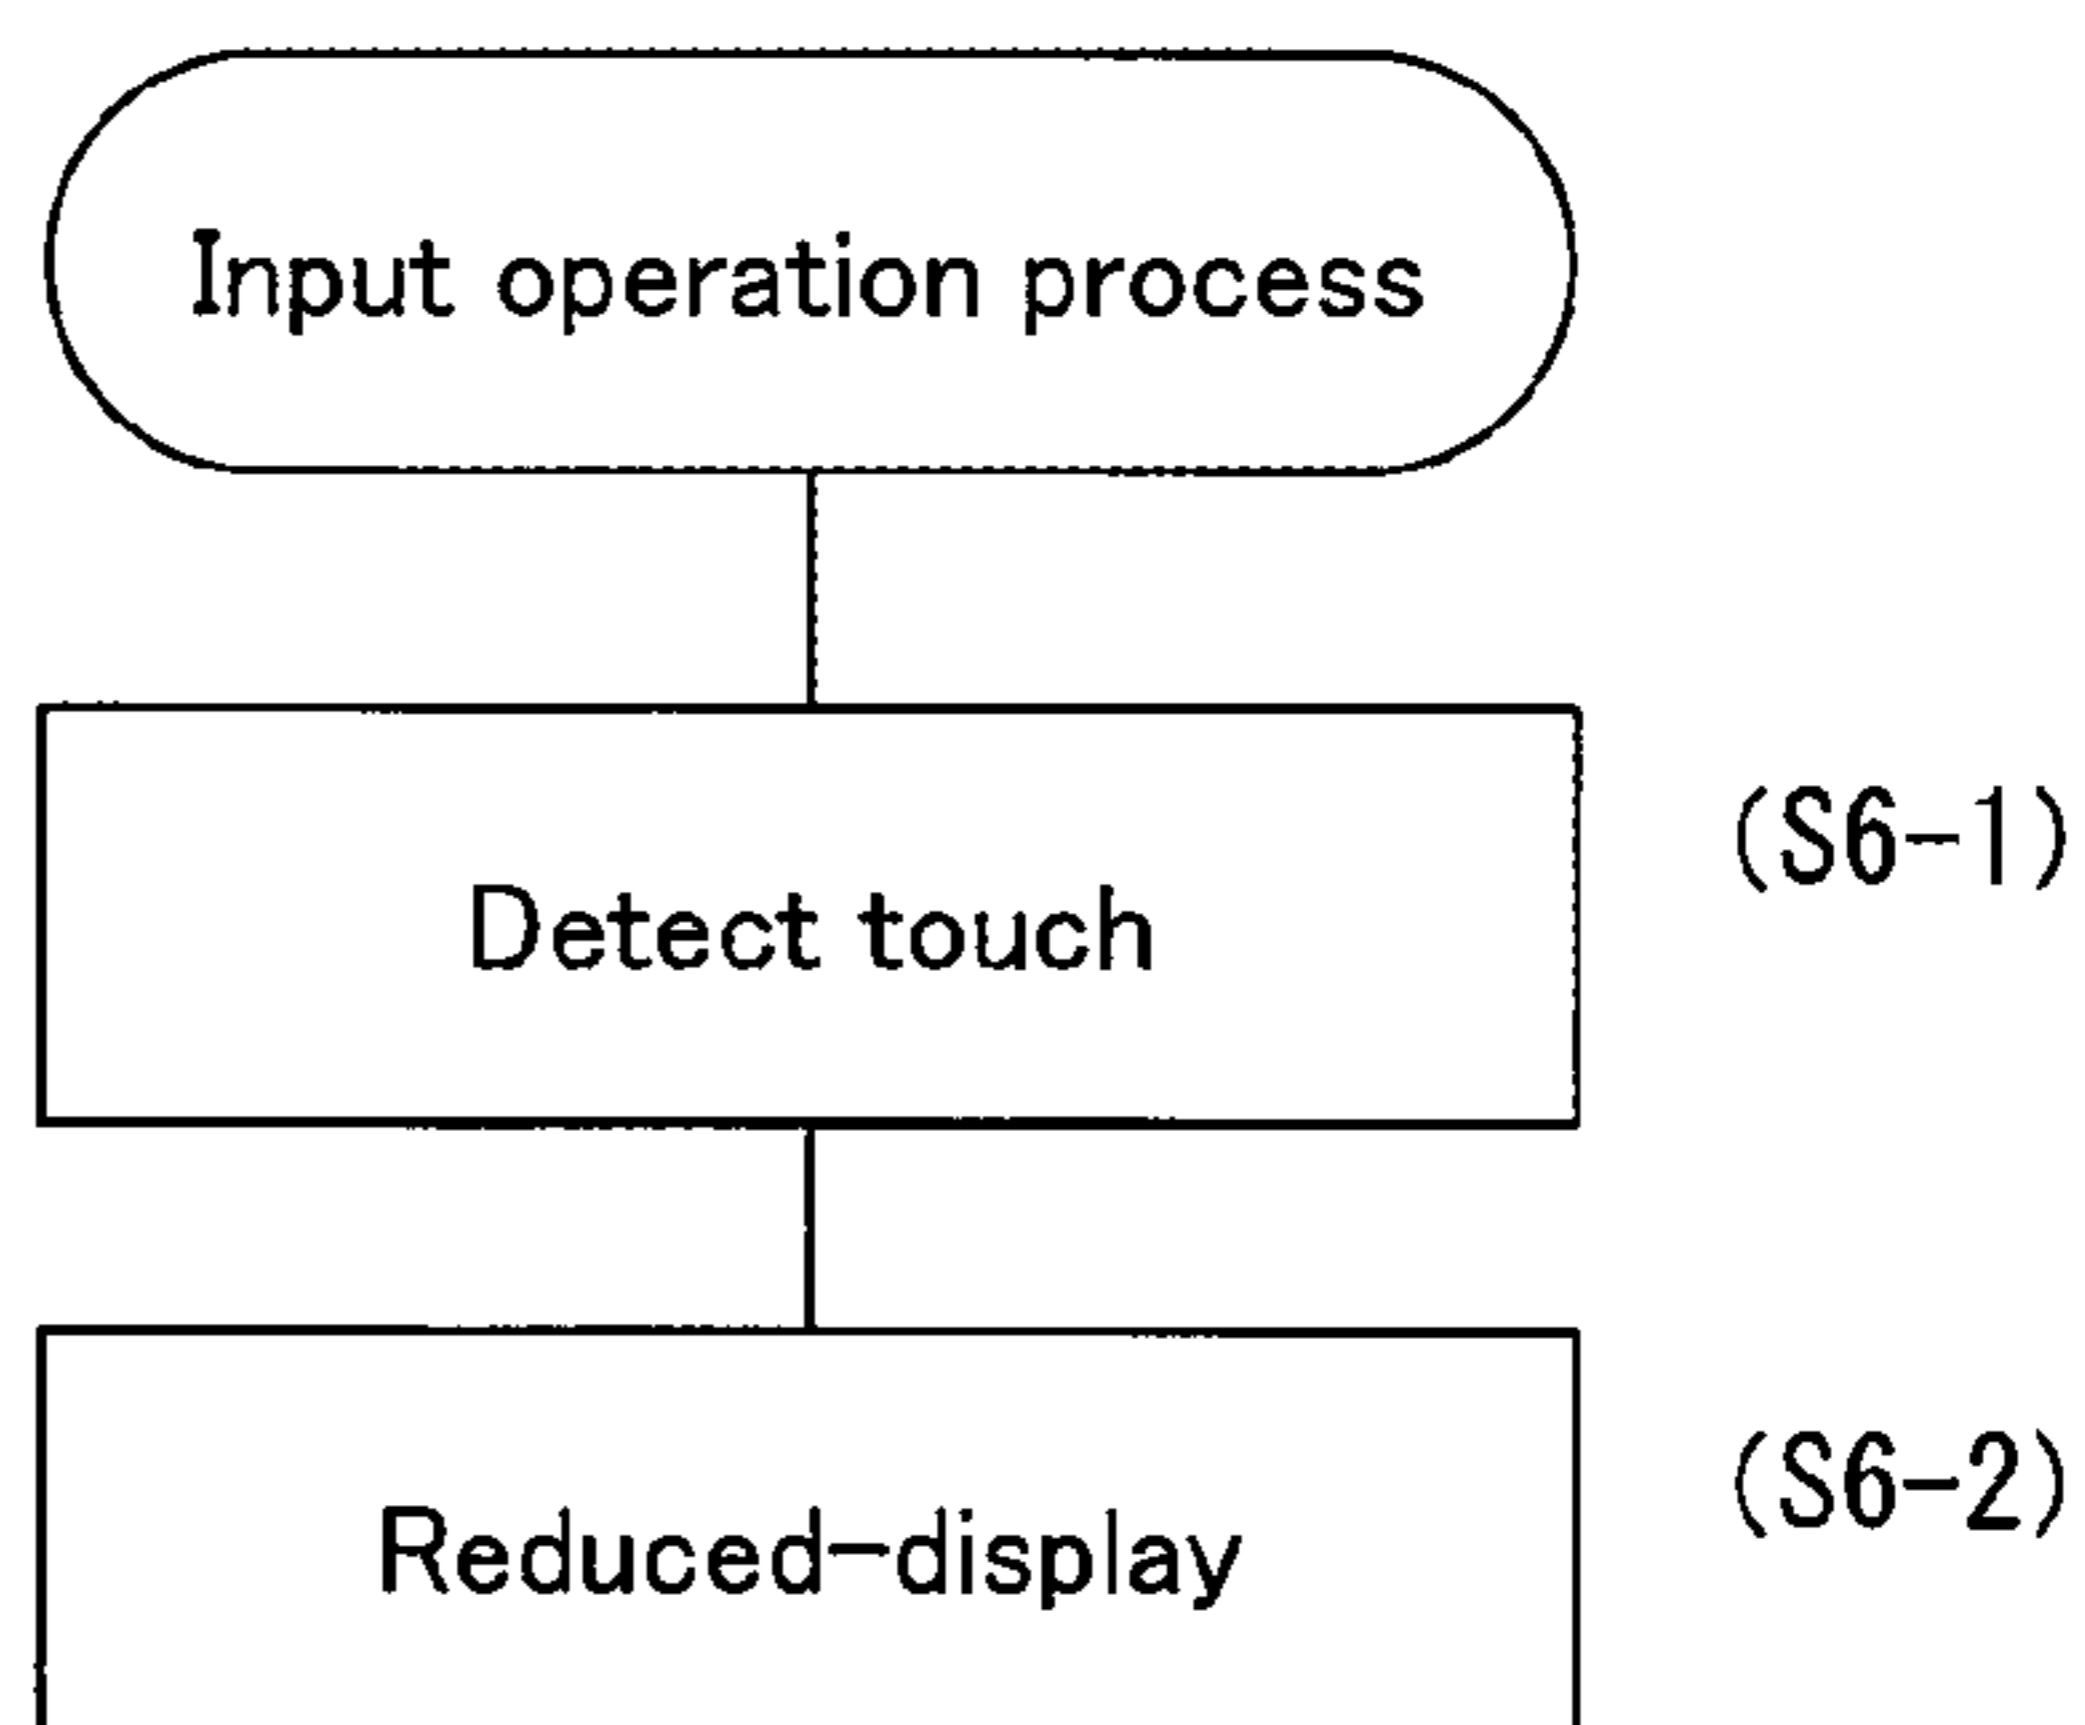 Input operation process
(S6-1)
Detect touch
(S6-2)
Reduced-display